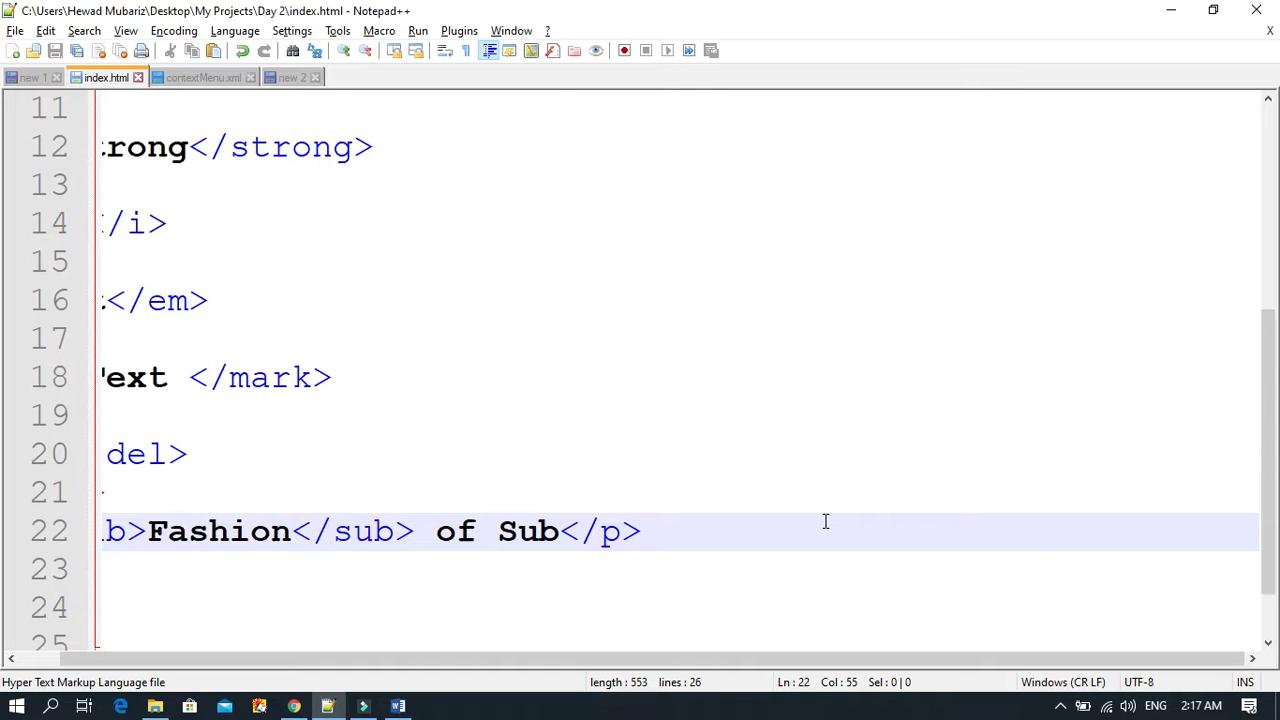 C:\Users\Hewad Mubariz\Desktop\My Projects\Day 2\index.html - Notepad++
File Edit Search View Encoding Language Settings Tools Macro Run Plugins Window ? X
new 1 index.html contextMenu.xml new 2
11
12 rong</strong>
13
14 /i>
15
16 </em>
17
18 Text </mark>
19
20 del>
21 >
22 b>Fashion</sub> of Sub</p>
23
24
25
Hyper Text Markup Language file length : 553 lines : 26 Ln : 22 Col : 55 Sel : 0 | 0 Windows (CR LF) UTF-8 INS
ENG 2:17 AM